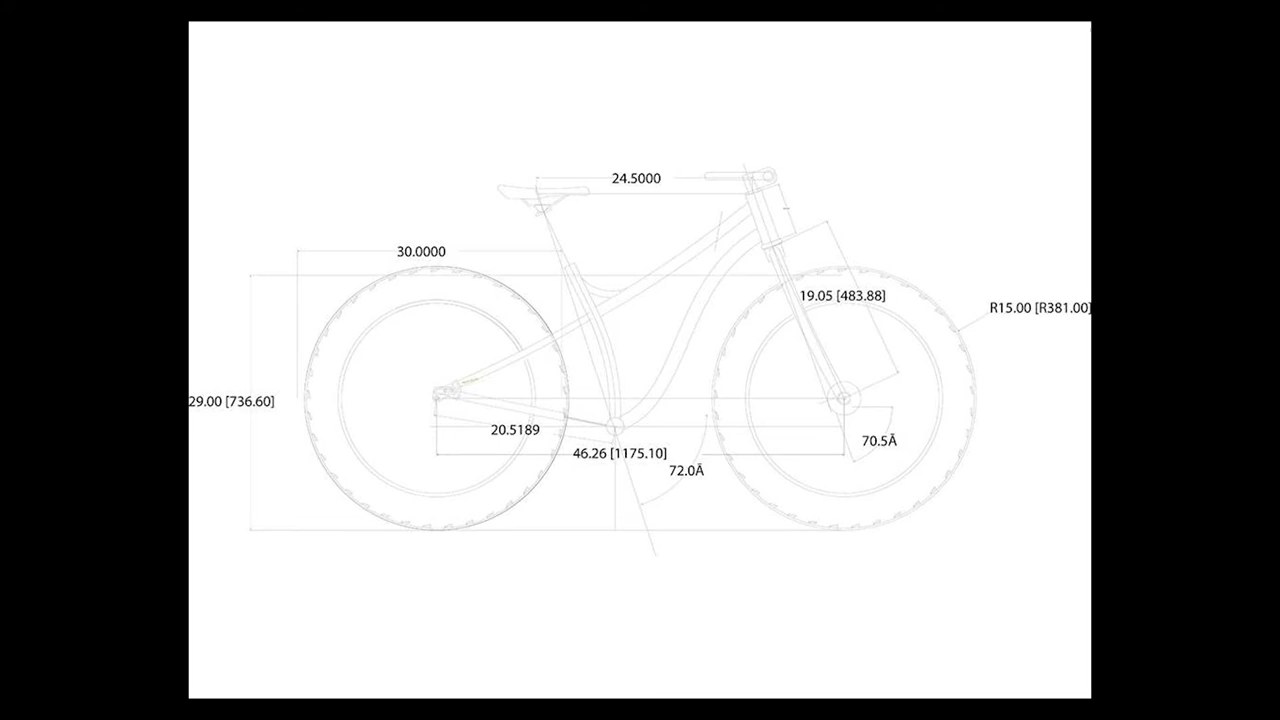 24.5000
30.0000
19.05 [483.88]
R15.00 [R381.00]
29.00 [736.60]
20.5189
70.5Â
46.26 [1175.10]
72.0Â